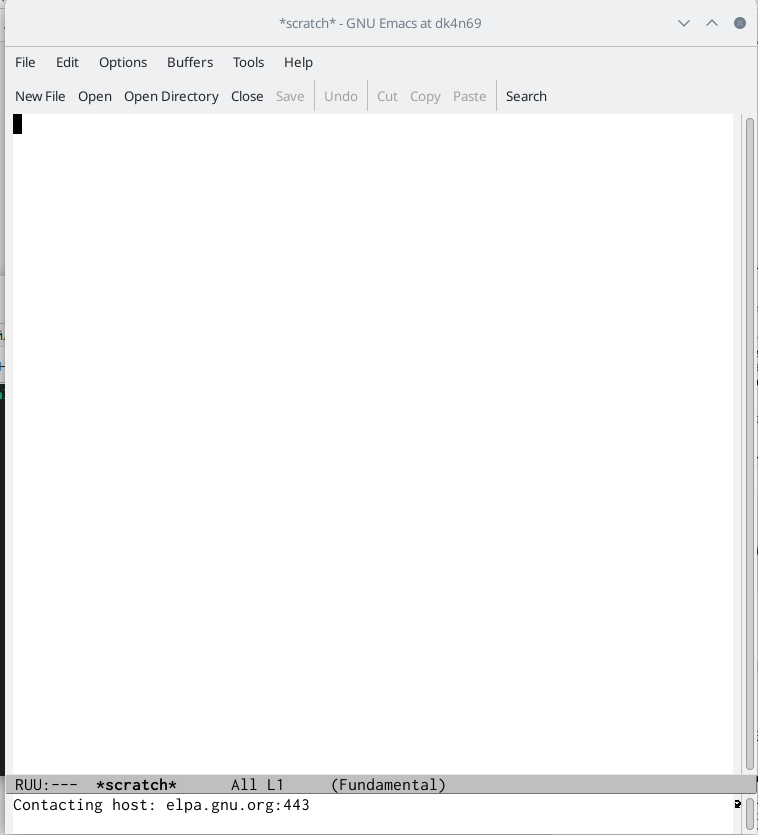 *scratch* - GNU Emacs at dk4n69
File Edit Options Buffers Tools Help
New File Open Open Directory Close Save Undo Cut Copy Paste Search
RUU:--- *scratch* All L1 (Fundamental)
Contacting host: elpa.gnu.org:443